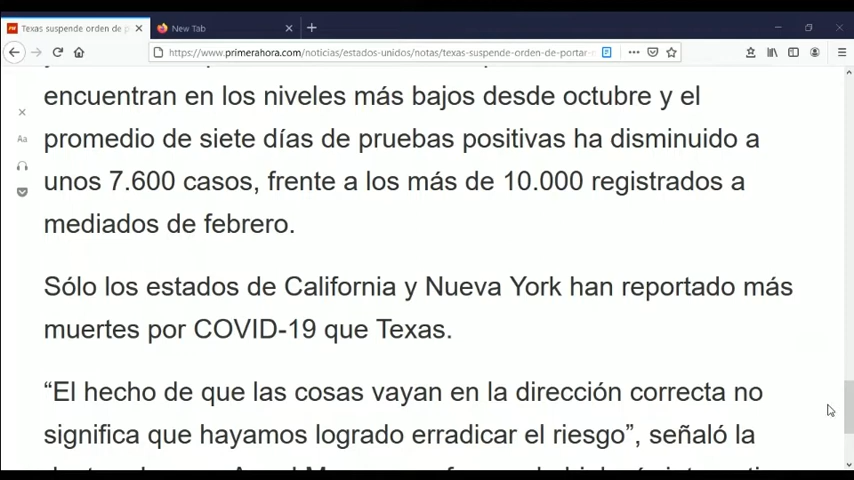 Texas suspende orden de p
New Tab
https://www.primerahora.com/noticias/estados-unidos/notas/texas-suspende-orden-de-portar-
encuentran en los niveles más bajos desde octubre y el
promedio de siete días de pruebas positivas ha disminuido a
unos 7.600 casos, frente a los más de 10.000 registrados a
mediados de febrero.
Sólo los estados de California y Nueva York han reportado más
muertes por COVID-19 que Texas.
“El hecho de que las cosas vayan en la dirección correcta no
significa que hayamos logrado erradicar el riesgo”, señaló la
Aa